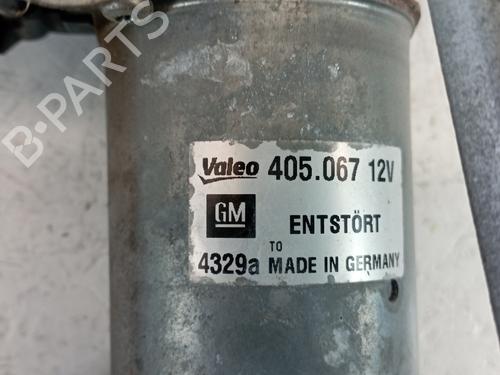 B-PARTS
Valeo 405.067 12V
GM ENTSTÖRT
TO
4329a MADE IN GERMANY